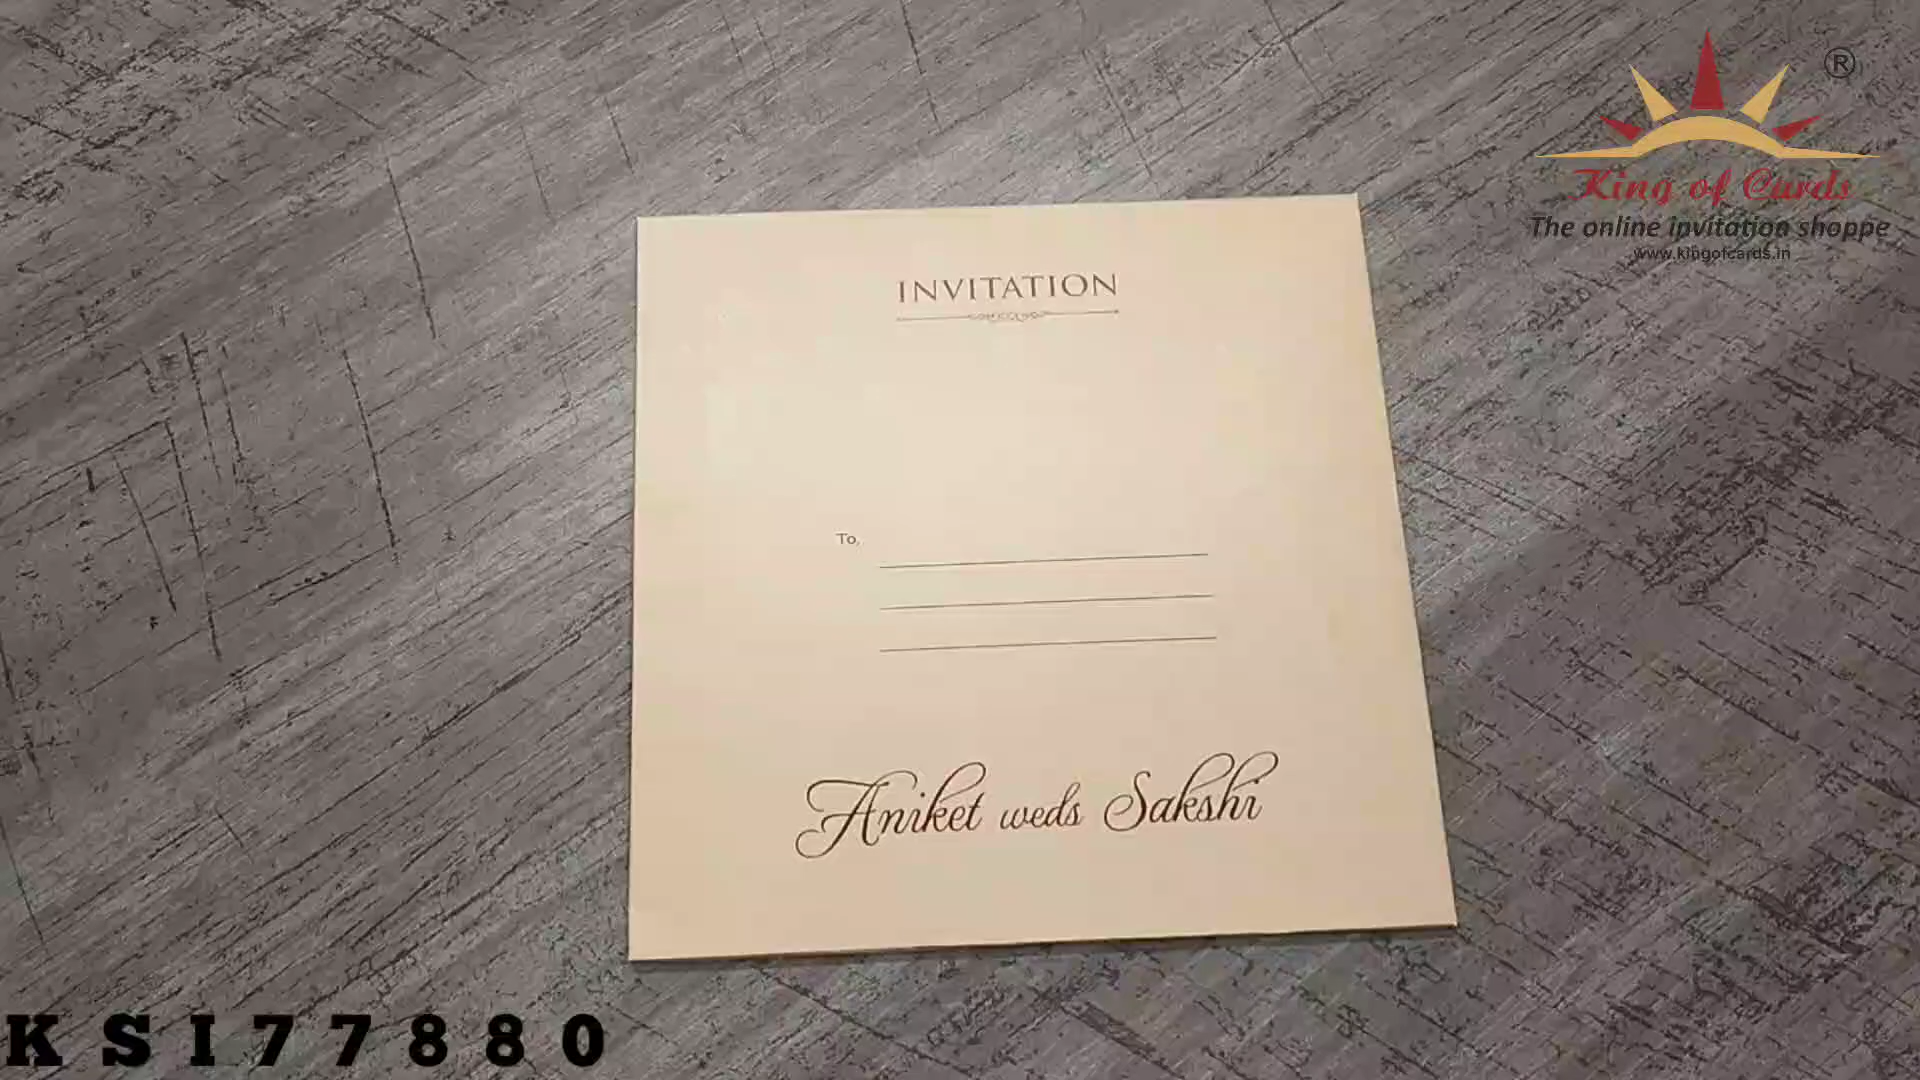 ®
King of Cards
The online invitation shoppe
www.kingofcards.in
INVITATION
To,
Aniket weds Sakshi
KSI77880